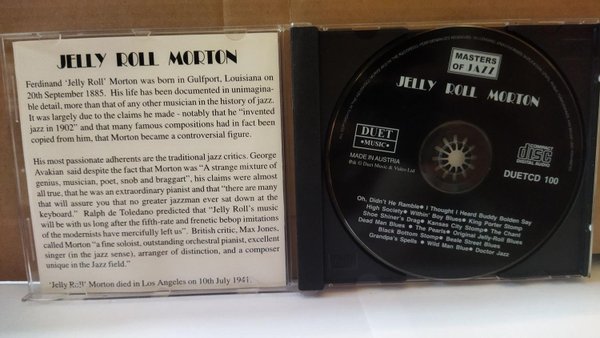 JELLY ROLL MORTON
Ferdinand 'Jelly Roll' Morton was born in Gulfport, Louisiana on
20th September 1885. His life has been documented in unimagina-
ble detail, more than that of any other musician in the history of jazz.
It was largely due to the claims he made - notably that he "invented
jazz in 1902" and that many famous compositions had in fact been
copied from him, that Morton became a controversial figure.
His most passionate adherents are the traditional jazz critics. George
Avakian said despite the fact that Morton was "A strange mixture of
genius, musician, poet, snob and braggart", his claims were almost
all true, that he was an extraordinary pianist and that "there are many
that will assure you that no greater jazzman ever sat down at the
keyboard." Ralph de Toledano predicted that "Jelly Roll's music
will be with us long after the fifth-rate and frenetic bebop imitations
of the modernists have mercifully left us". British critic, Max Jones,
called Morton "a fine soloist, outstanding orchestral pianist, excellent
singer (in the jazz sense), arranger of distinction, and a composer
unique in the Jazz field."
'Jelly Roll' Morton died in Los Angeles on 10th July 1941.
MASTERS
OF JAZZ
JELLY ROLL MORTON
DUET
MUSIC
MADE IN AUSTRIA
P&© Duet Music & Video Ltd
COMPACT
disc
DIGITAL AUDIO
DUETCD 100
Oh, Didn't He Ramble • I Thought I Heard Buddy Bolden Say
High Society • Winin' Boy Blues • King Porter Stomp
Shoe Shiner's Drag • Kansas City Stomp • The Chant
Dead Man Blues • The Pearls • Original Jelly-Roll Blues
Black Bottom Stomp • Beale Street Blues
Grandpa's Spells • Wild Man Blue • Doctor Jazz